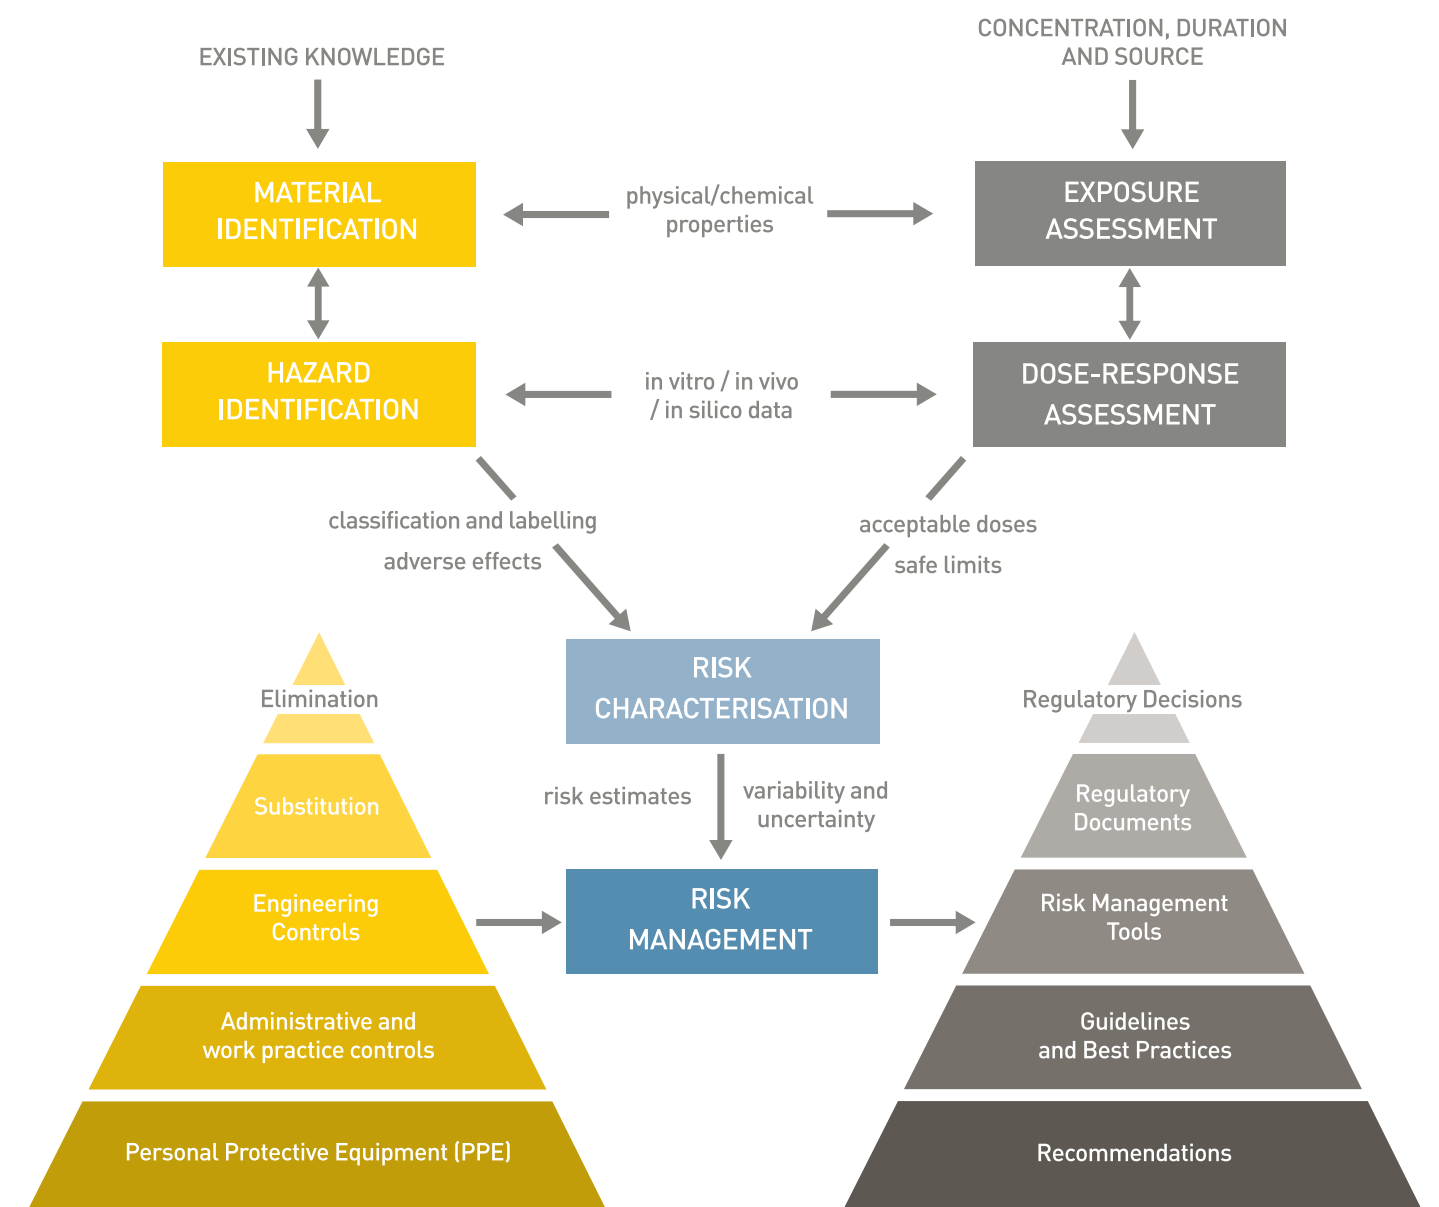 EXISTING KNOWLEDGE
CONCENTRATION, DURATION
AND SOURCE
MATERIAL
IDENTIFICATION
physical/chemical
properties
EXPOSURE
ASSESSMENT
HAZARD
IDENTIFICATION
in vitro / in vivo
/ in silico data
DOSE-RESPONSE
ASSESSMENT
classification and labelling
adverse effects
acceptable doses
safe limits
RISK
CHARACTERISATION
risk estimates
variability and
uncertainty
RISK
MANAGEMENT
Elimination
Substitution
Engineering
Controls
Administrative and
work practice controls
Personal Protective Equipment (PPE)
Regulatory Decisions
Regulatory
Documents
Risk Management
Tools
Guidelines
and Best Practices
Recommendations